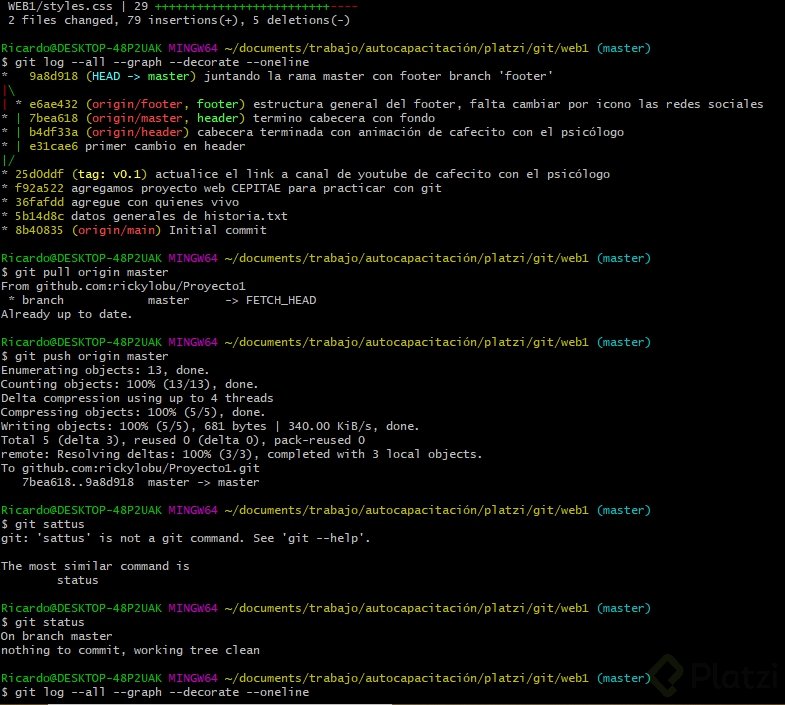 WEB1/styles.css | 29 +++++++++++++++++++++++++----
2 files changed, 79 insertions(+), 5 deletions(-)
Ricardo@DESKTOP-48P2UAK MINGW64 ~/documents/trabajo/autocapacitación/platzi/git/web1 (master)
$ git log --all --graph --decorate --oneline
*   9a8d918 (HEAD -> master) juntando la rama master con footer branch 'footer'
|\
| * e6ae432 (origin/footer, footer) estructura general del footer, falta cambiar por icono las redes sociales
* | 7bea618 (origin/master, header) termino cabecera con fondo
* | b4df33a (origin/header) cabecera terminada con animación de cafecito con el psicólogo
* | e31cae6 primer cambio en header
|/
* 25d0ddf (tag: v0.1) actualice el link a canal de youtube de cafecito con el psicólogo
* f92a522 agregamos proyecto web CEPITAE para practicar con git
* 36fafdd agregue con quienes vivo
* 5b14d8c datos generales de historia.txt
* 8b40835 (origin/main) Initial commit
Ricardo@DESKTOP-48P2UAK MINGW64 ~/documents/trabajo/autocapacitación/platzi/git/web1 (master)
$ git pull origin master
From github.com:rickylobu/Proyecto1
 * branch            master     -> FETCH_HEAD
Already up to date.
Ricardo@DESKTOP-48P2UAK MINGW64 ~/documents/trabajo/autocapacitación/platzi/git/web1 (master)
$ git push origin master
Enumerating objects: 13, done.
Counting objects: 100% (13/13), done.
Delta compression using up to 4 threads
Compressing objects: 100% (5/5), done.
Writing objects: 100% (5/5), 681 bytes | 340.00 KiB/s, done.
Total 5 (delta 3), reused 0 (delta 0), pack-reused 0
remote: Resolving deltas: 100% (3/3), completed with 3 local objects.
To github.com:rickylobu/Proyecto1.git
   7bea618..9a8d918  master -> master
Ricardo@DESKTOP-48P2UAK MINGW64 ~/documents/trabajo/autocapacitación/platzi/git/web1 (master)
$ git sattus
git: 'sattus' is not a git command. See 'git --help'.
The most similar command is
        status
Ricardo@DESKTOP-48P2UAK MINGW64 ~/documents/trabajo/autocapacitación/platzi/git/web1 (master)
$ git status
On branch master
nothing to commit, working tree clean
Ricardo@DESKTOP-48P2UAK MINGW64 ~/documents/trabajo/autocapacitación/platzi/git/web1 (master)
$ git log --all --graph --decorate --oneline
Platzi